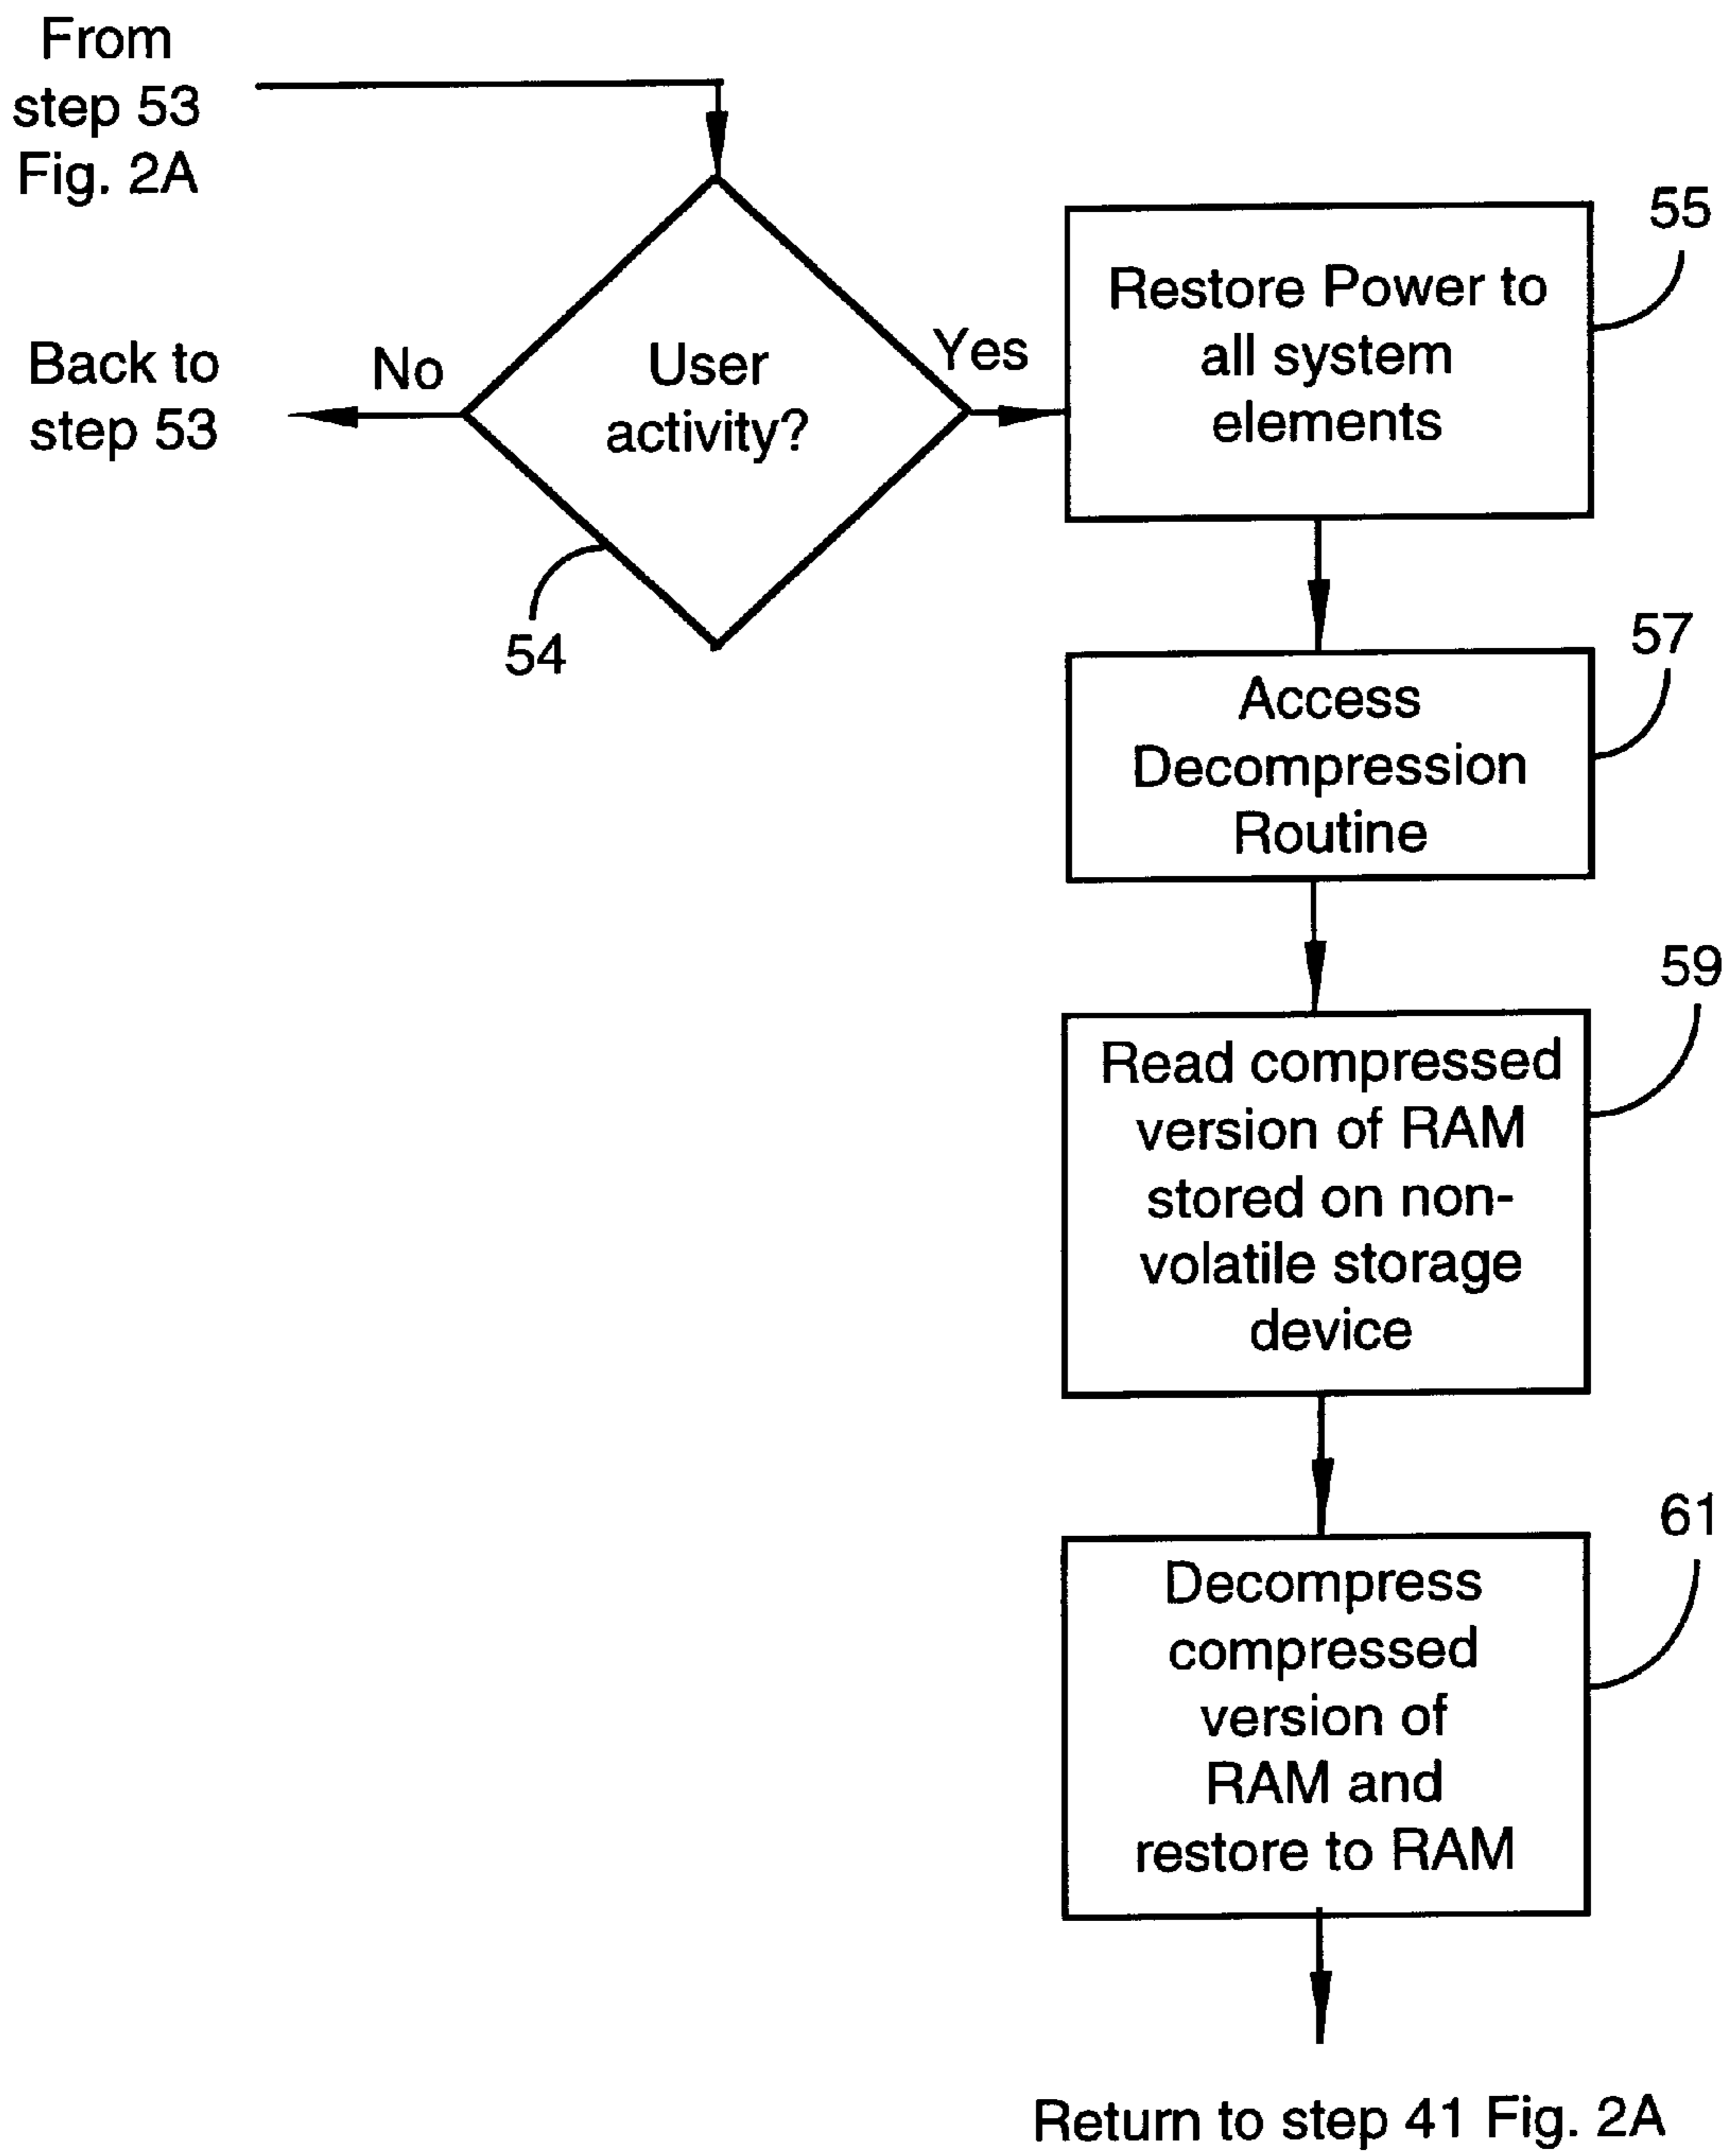 From
step 53
Fig. 2A
User
activity?
No
Back to
step 53
Yes
54
Restore Power to
all system
elements
55
Access
Decompression
Routine
57
Read compressed
version of RAM
stored on non-
volatile storage
device
59
Decompress
compressed
version of
RAM and
restore to RAM
61
Return to step 41 Fig. 2A